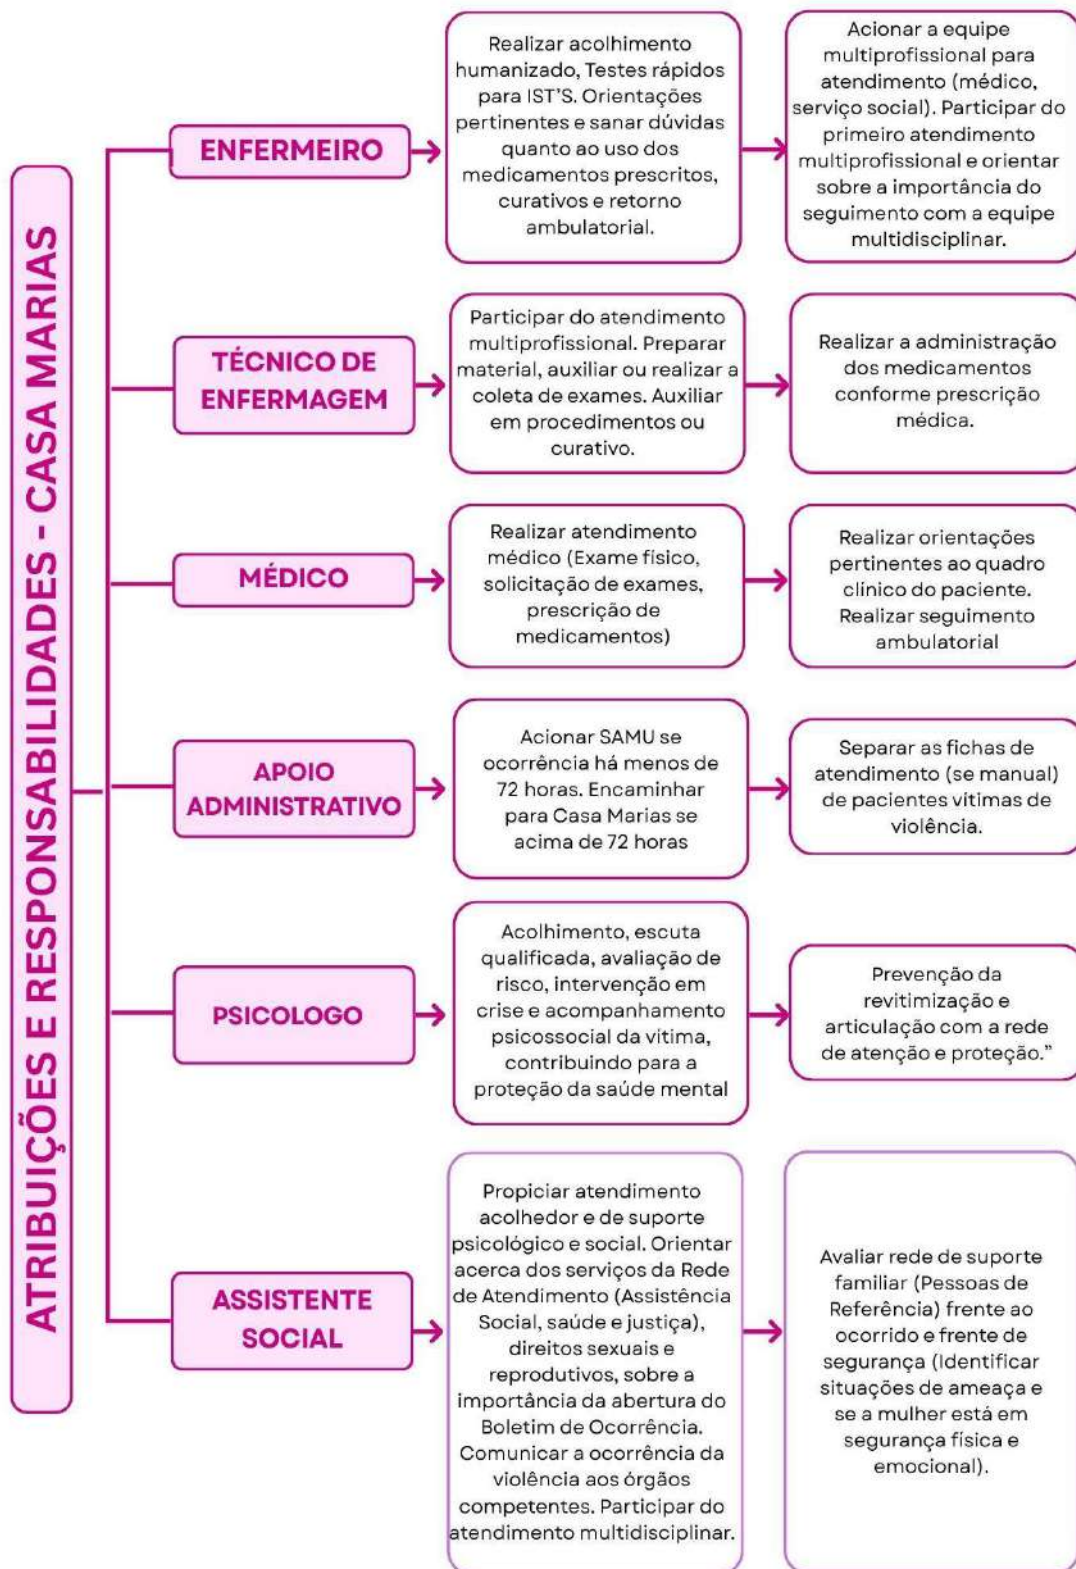 ATRIBUIÇÕES E RESPONSABILIDADES - CASA MARIAS
ENFERMEIRO
Realizar acolhimento
humanizado, Testes rápidos
para IST'S. Orientações
pertinentes e sanar dúvidas
quanto ao uso dos
medicamentos prescritos,
curativos e retorno
ambulatorial.
Acionar a equipe
multiprofissional para
atendimento (médico,
serviço social). Participar do
primeiro atendimento
multiprofissional e orientar
sobre a importância do
seguimento com a equipe
multidisciplinar.
TÉCNICO DE
ENFERMAGEM
Participar do atendimento
multiprofissional. Preparar
material, auxiliar ou realizar a
coleta de exames. Auxiliar
em procedimentos ou
curativo.
Realizar a administração
dos medicamentos
conforme prescrição
médica.
MÉDICO
Realizar atendimento
médico (Exame físico,
solicitação de exames,
prescrição de
medicamentos)
Realizar orientações
pertinentes ao quadro
clínico do paciente.
Realizar seguimento
ambulatorial
APOIO
ADMINISTRATIVO
Acionar SAMU se
ocorrência há menos de
72 horas. Encaminhar
para Casa Marias se
acima de 72 horas
Separar as fichas de
atendimento (se manual)
de pacientes vítimas de
violência.
PSICOLOGO
Acolhimento, escuta
qualificada, avaliação de
risco, intervenção em
crise e acompanhamento
psicossocial da vítima,
contribuindo para a
proteção da saúde mental
Prevenção da
revitimização e
articulação com a rede
de atenção e proteção.”
ASSISTENTE
SOCIAL
Propiciar atendimento
acolhedor e de suporte
psicológico e social. Orientar
acerca dos serviços da Rede
de Atendimento (Assistência
Social, saúde e justiça),
direitos sexuais e
reprodutivos, sobre a
importância da abertura do
Boletim de Ocorrência.
Comunicar a ocorrência da
violência aos órgãos
competentes. Participar do
atendimento multidisciplinar.
Avaliar rede de suporte
familiar (Pessoas de
Referência) frente ao
ocorrido e frente de
segurança (Identificar
situações de ameaça e
se a mulher está em
segurança física e
emocional).